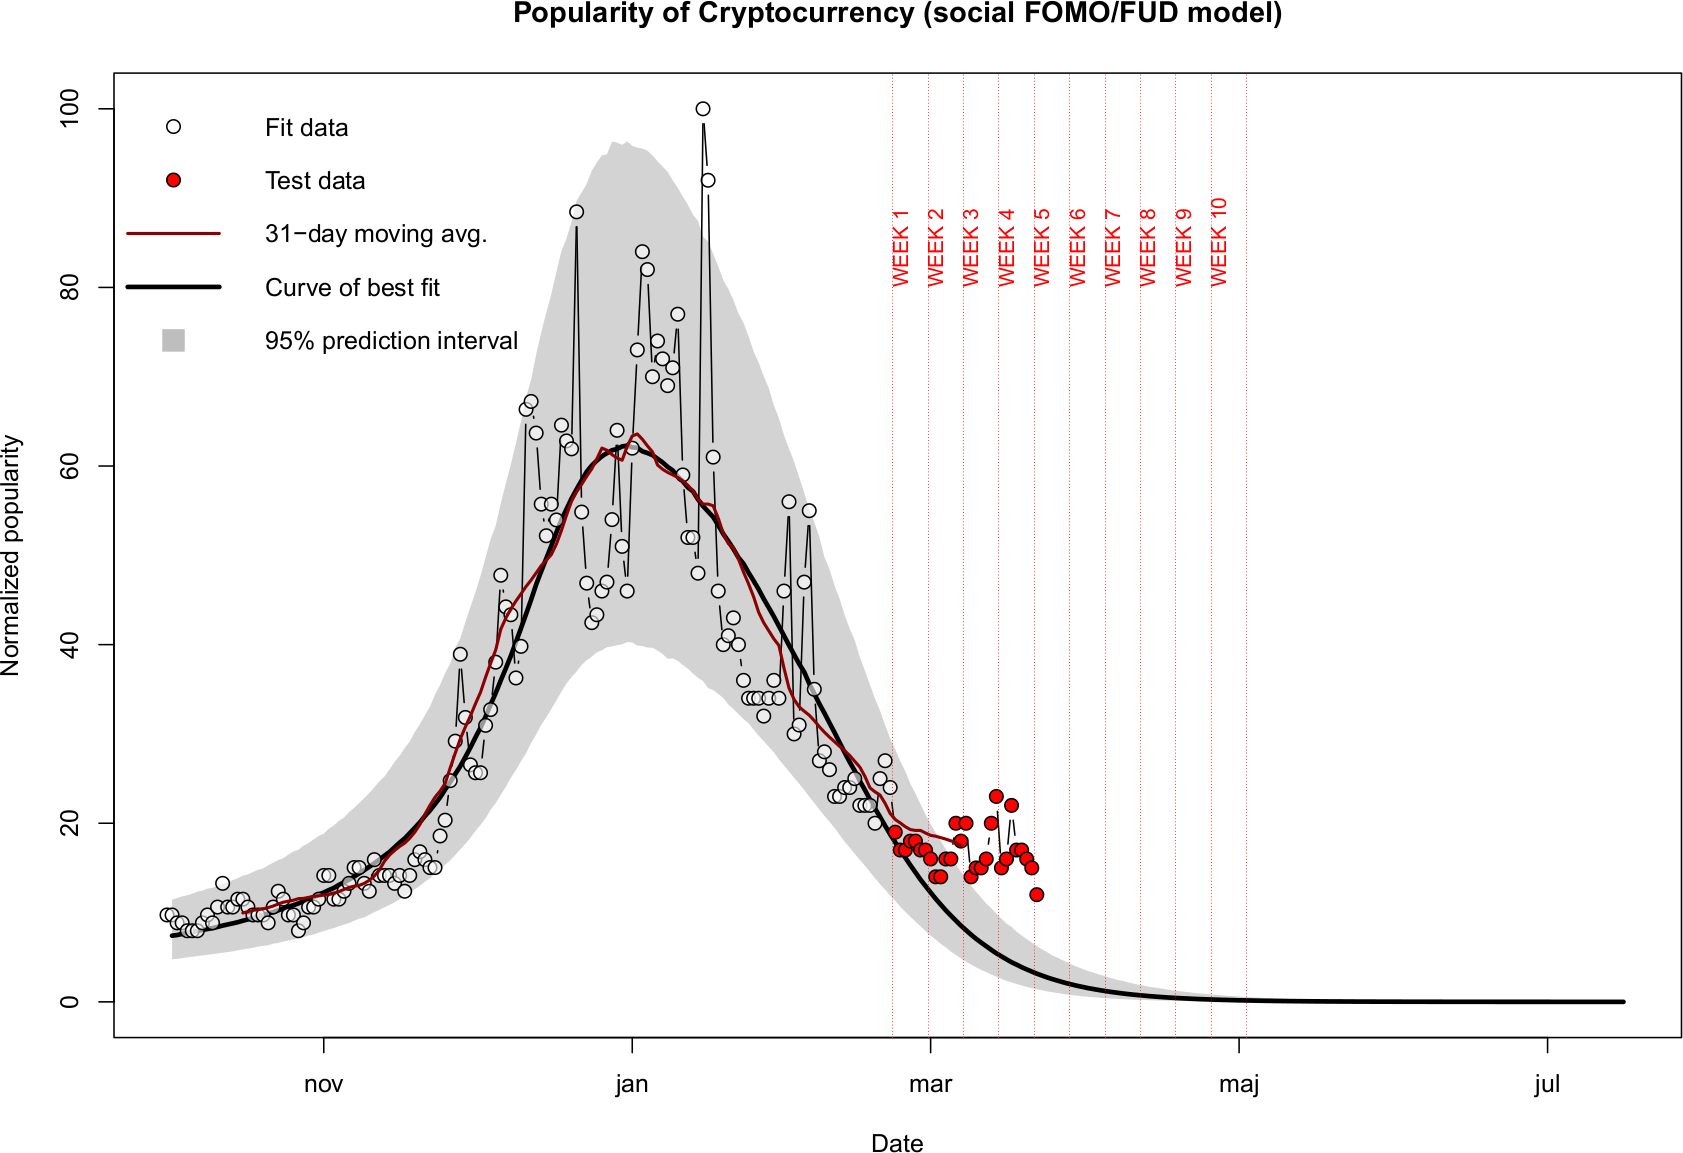 Popularity of Cryptocurrency (social FOMO/FUD model)
Fit data
Test data
31−day moving avg.
Curve of best fit
95% prediction interval
WEEK 1
WEEK 2
WEEK 3
WEEK 4
WEEK 5
WEEK 6
WEEK 7
WEEK 8
WEEK 9
WEEK 10
Normalized popularity
100
80
60
40
20
0
nov
jan
mar
maj
jul
Date